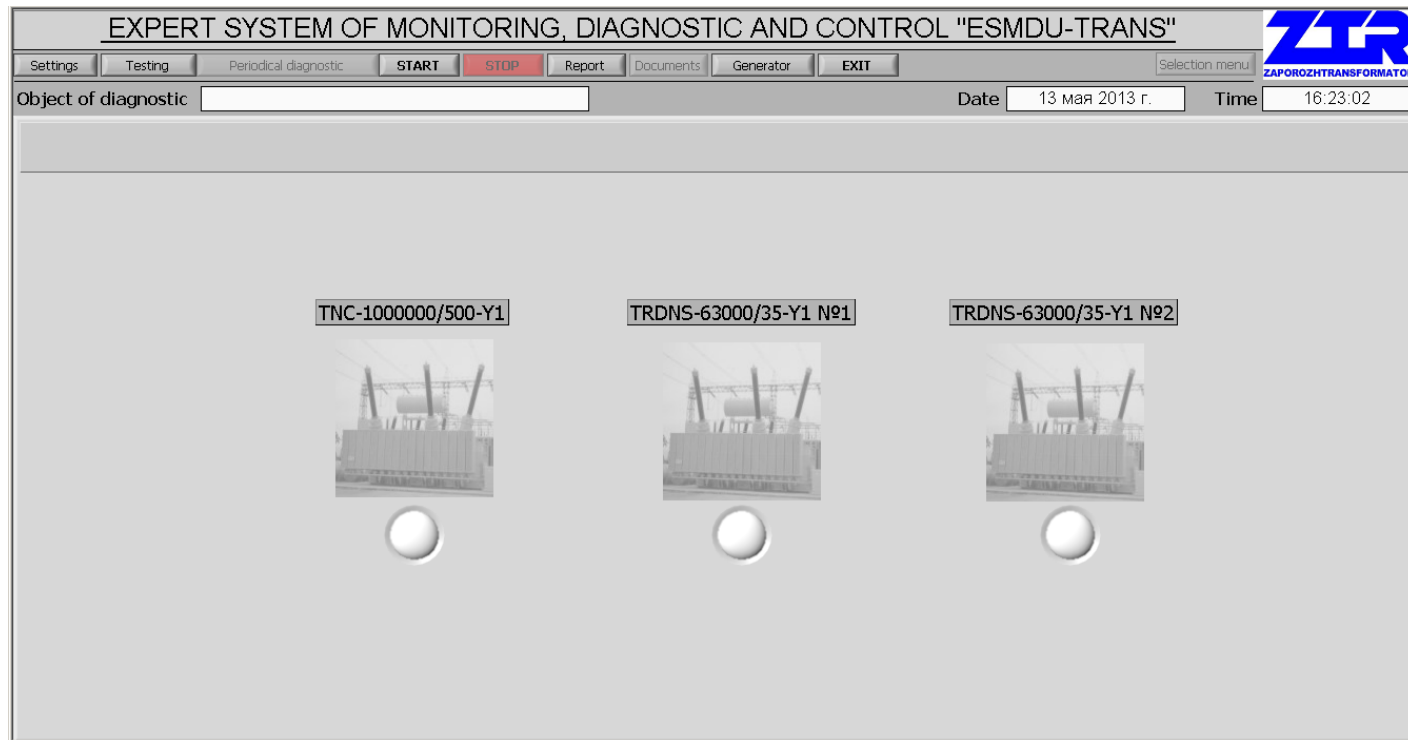 EXPERT SYSTEM OF MONITORING, DIAGNOSTIC AND CONTROL "ESMDU-TRANS"
ZTR
ZAPOROZHTRANSFORMATO
Settings Testing Periodical diagnostic START STOP Report Documents Generator EXIT Selection menu
Object of diagnostic Date 13 мая 2013 г. Time 16:23:02
TNC-1000000/500-Y1 TRDNS-63000/35-Y1 №1 TRDNS-63000/35-Y1 №2